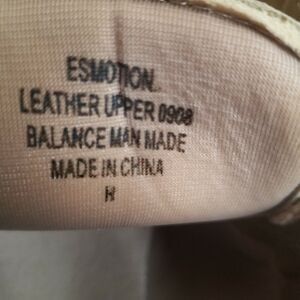 ESMOTION
LEATHER UPPER 0908
BALANCE MAN MADE
MADE IN CHINA